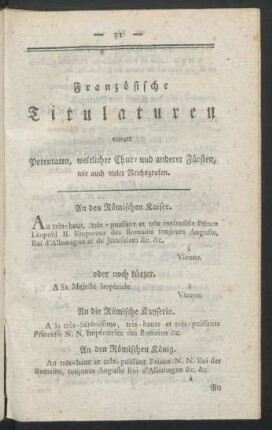 — 91 —
Französische
Titulaturen
einiger
Potentaten, weltlicher Chur- und anderer Fürsten,
wie auch vieler Reichsgrafen.
An den Römischen Kaiser.
Au très-haut, très-puissant et très invincible Prince
Léopold II. Empereur des Romains toujours Auguste,
Roi d'Allemagne et de Jerusalem &c. &c.
à
Vienne.
oder noch kürzer.
A Sa Majesté Impériale
à
Vienne.
An die Römische Kayserin.
A la très-Sérénissime, très-haute et très-puissante
Princesse N. N. Impératrice des Romains &c.
An den Römischen König.
Au très-haut et très-puissant Prince N. N. Roi des
Romains, toujours Auguste Roi d'Allemagne &c. &c.
An